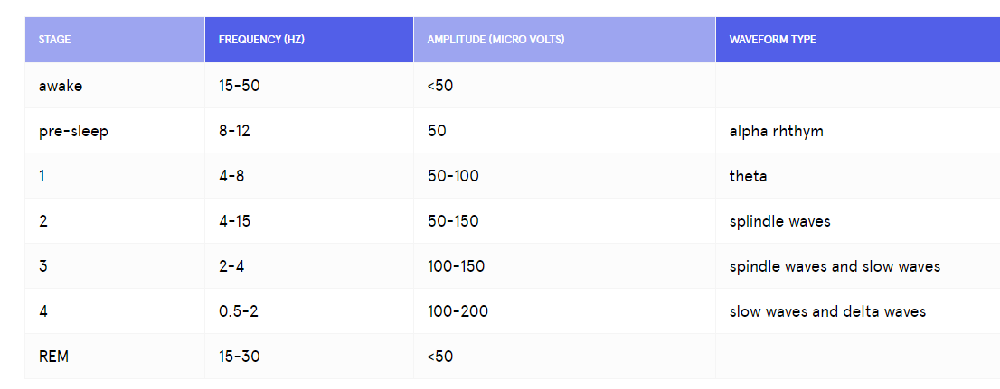 STAGE FREQUENCY (HZ) AMPLITUDE (MICRO VOLTS) WAVEFORM TYPE
awake 15-50 <50
pre-sleep 8-12 50 alpha rhthym
1 4-8 50-100 theta
2 4-15 50-150 splindle waves
3 2-4 100-150 spindle waves and slow waves
4 0.5-2 100-200 slow waves and delta waves
REM 15-30 <50